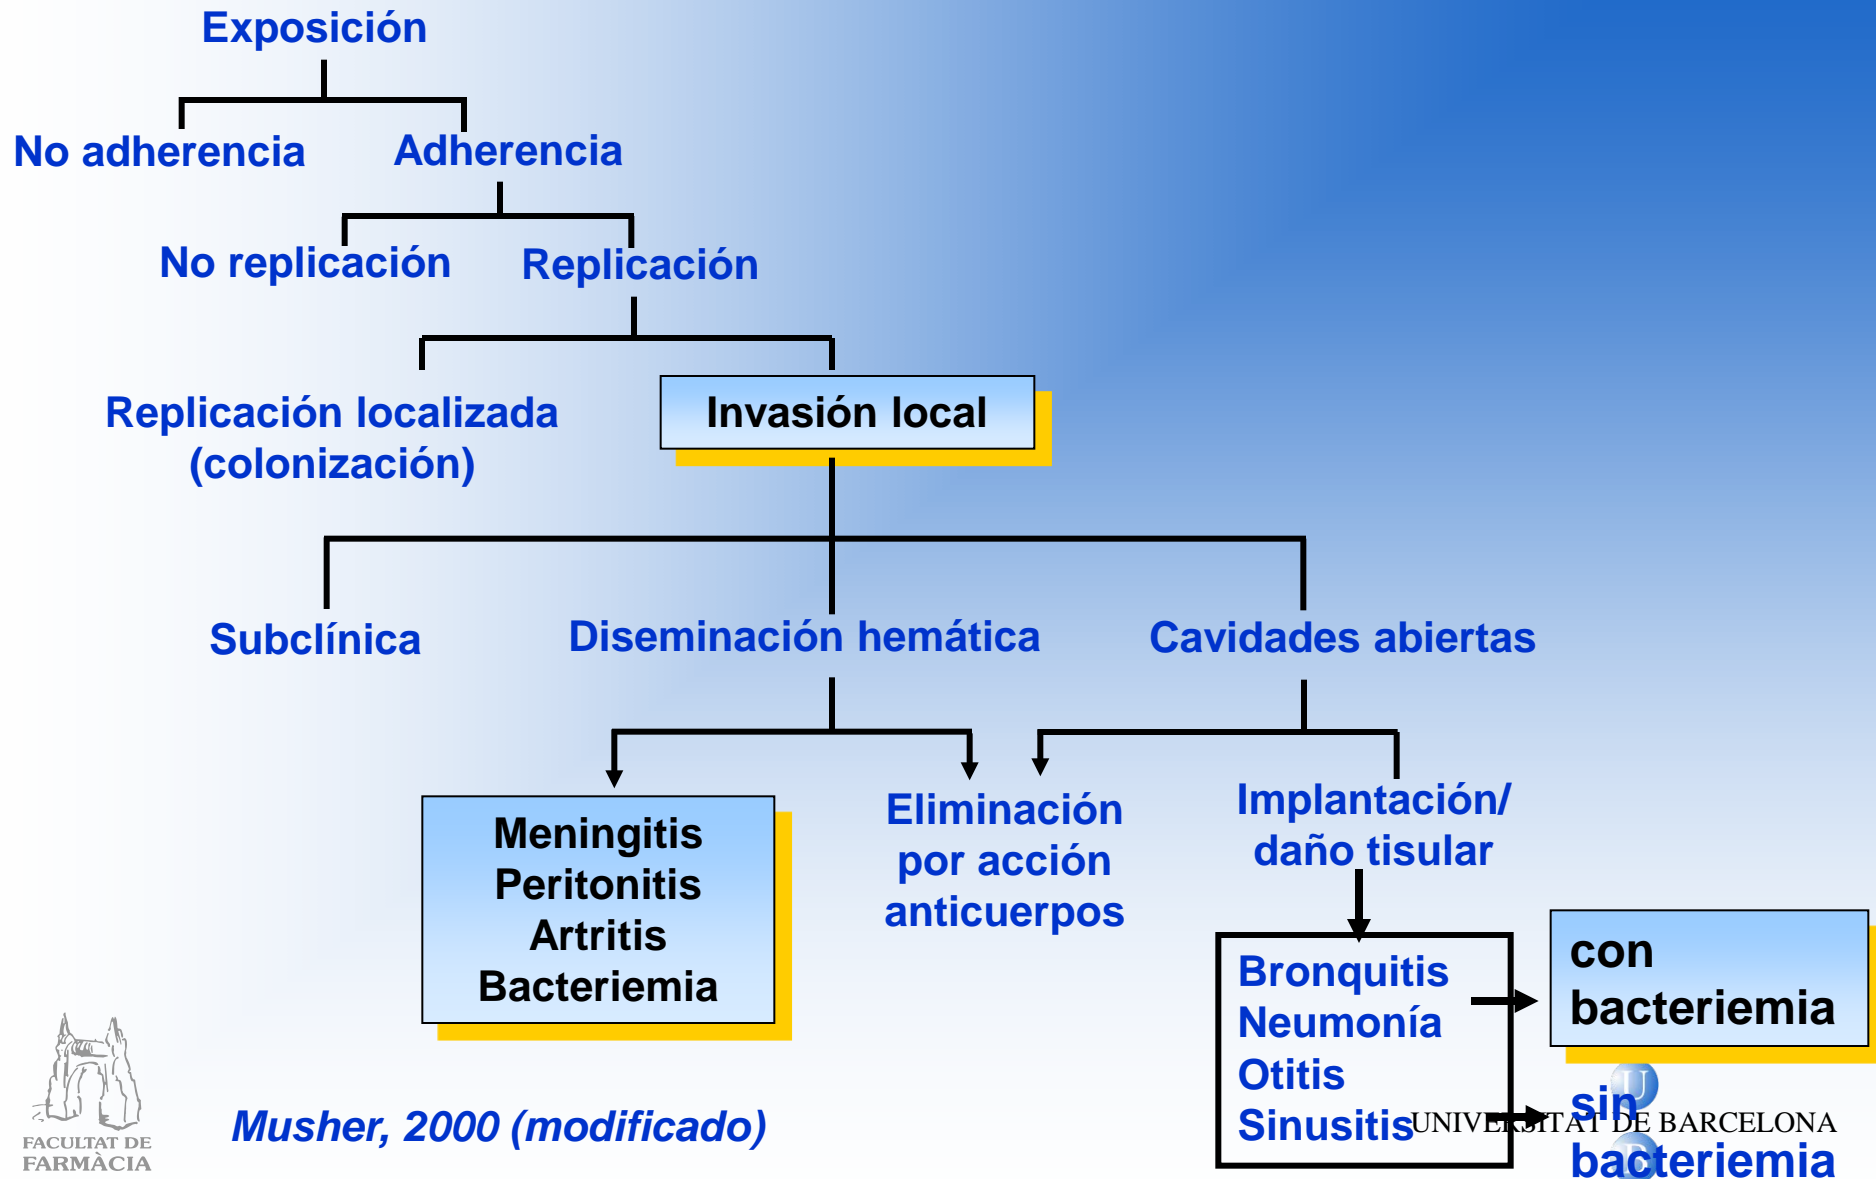 Exposición
No adherencia
Adherencia
No replicación
Replicación
Replicación localizada
(colonización)
Invasión local
Subclínica
Diseminación hemática
Cavidades abiertas
Meningitis
Peritonitis
Artritis
Bacteriemia
Eliminación
por acción
anticuerpos
Implantación/
daño tisular
Bronquitis
Neumonía
Otitis
Sinusitis
con
bacteriemia
sin
bacteriemia
Musher, 2000 (modificado)
FACULTAT DE
FARMÀCIA
U
B
UNIVERSITAT DE BARCELONA